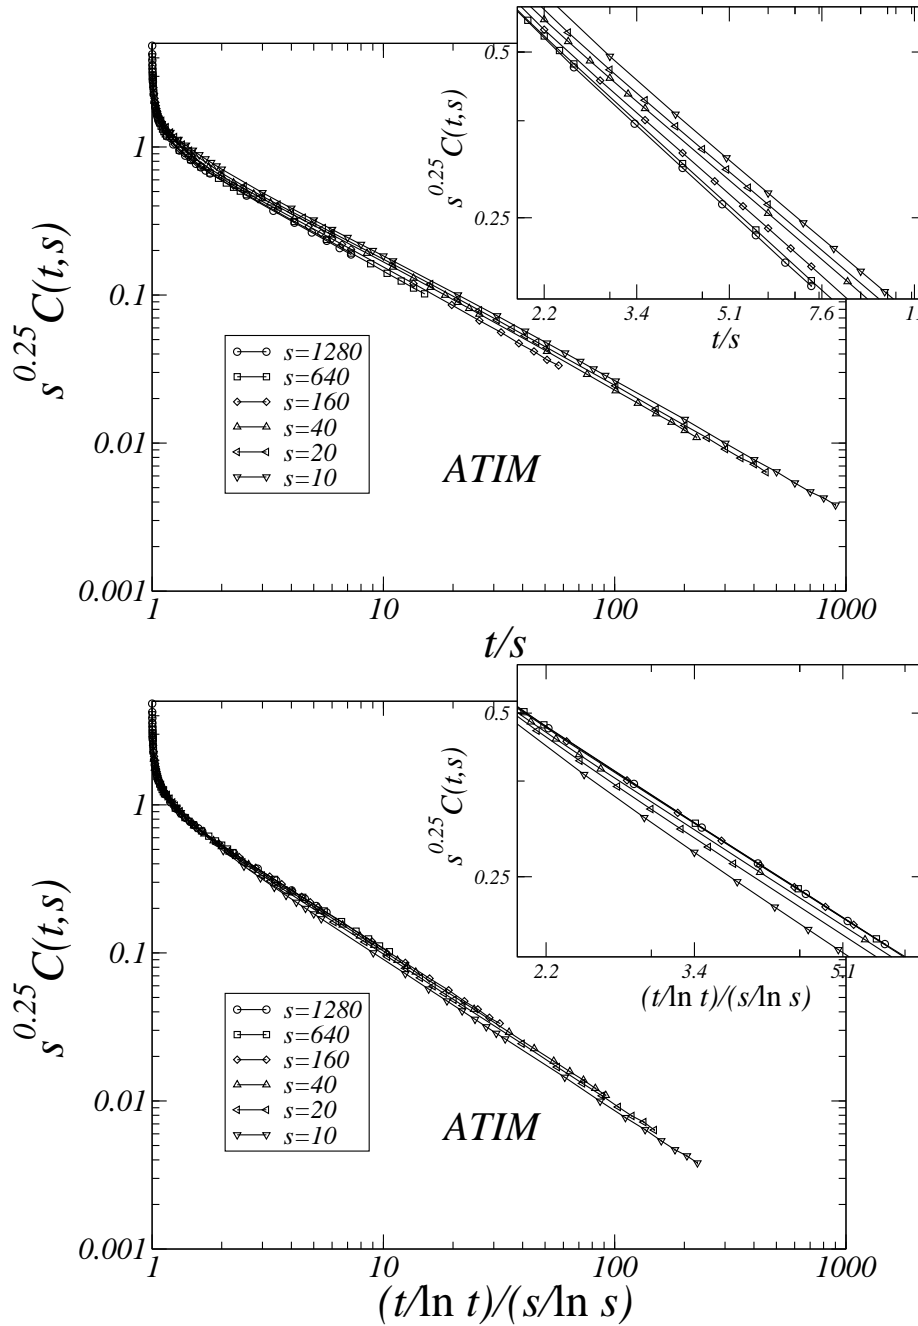 s^0.25 C(t,s)
1
0.1
0.01
0.001
1
10
100
1000
t/s
s=1280
s=640
s=160
s=40
s=20
s=10
ATIM
s^0.25 C(t,s)
0.5
0.25
2.2
3.4
5.1
7.6
t/s
s^0.25 C(t,s)
1
0.1
0.01
0.001
1
10
100
1000
(t/ln t)/(s/ln s)
s=1280
s=640
s=160
s=40
s=20
s=10
ATIM
s^0.25 C(t,s)
0.5
0.25
2.2
3.4
5.1
(t/ln t)/(s/ln s)